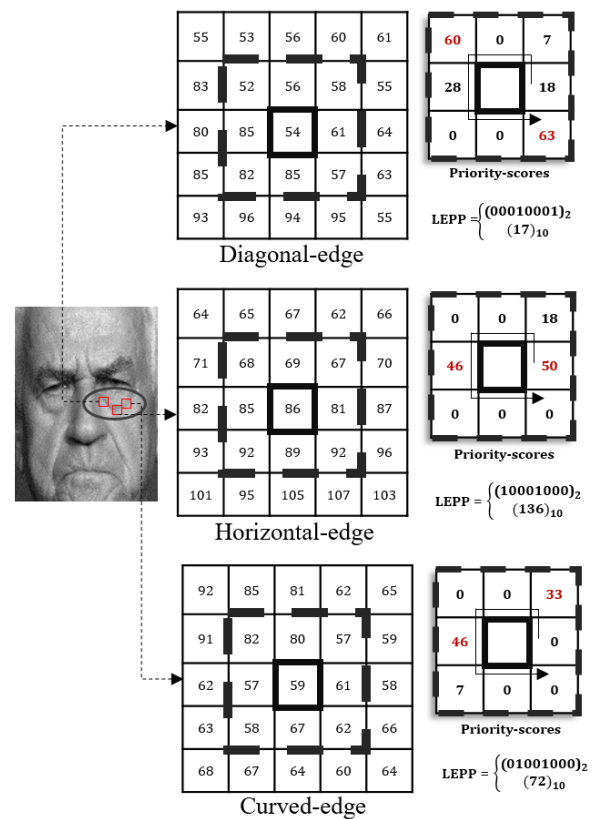 55 53 56 60 61
83 52 56 58 55
80 85 54 61 64
85 82 85 57 63
93 96 94 95 55
Diagonal-edge
60 0 7
28 18
0 0 63
Priority-scores
LEPP = {(00010001)₂
(17)₁₀
64 65 67 62 66
71 68 69 67 70
82 85 86 81 87
93 92 89 92 96
101 95 105 107 103
Horizontal-edge
0 0 18
46 50
0 0 0
Priority-scores
LEPP = {(10001000)₂
(136)₁₀
92 85 81 62 65
91 82 80 57 59
62 57 59 61 58
63 58 67 62 66
68 67 64 60 64
Curved-edge
0 0 33
46 0
7 0 0
Priority-scores
LEPP = {(01001000)₂
(72)₁₀